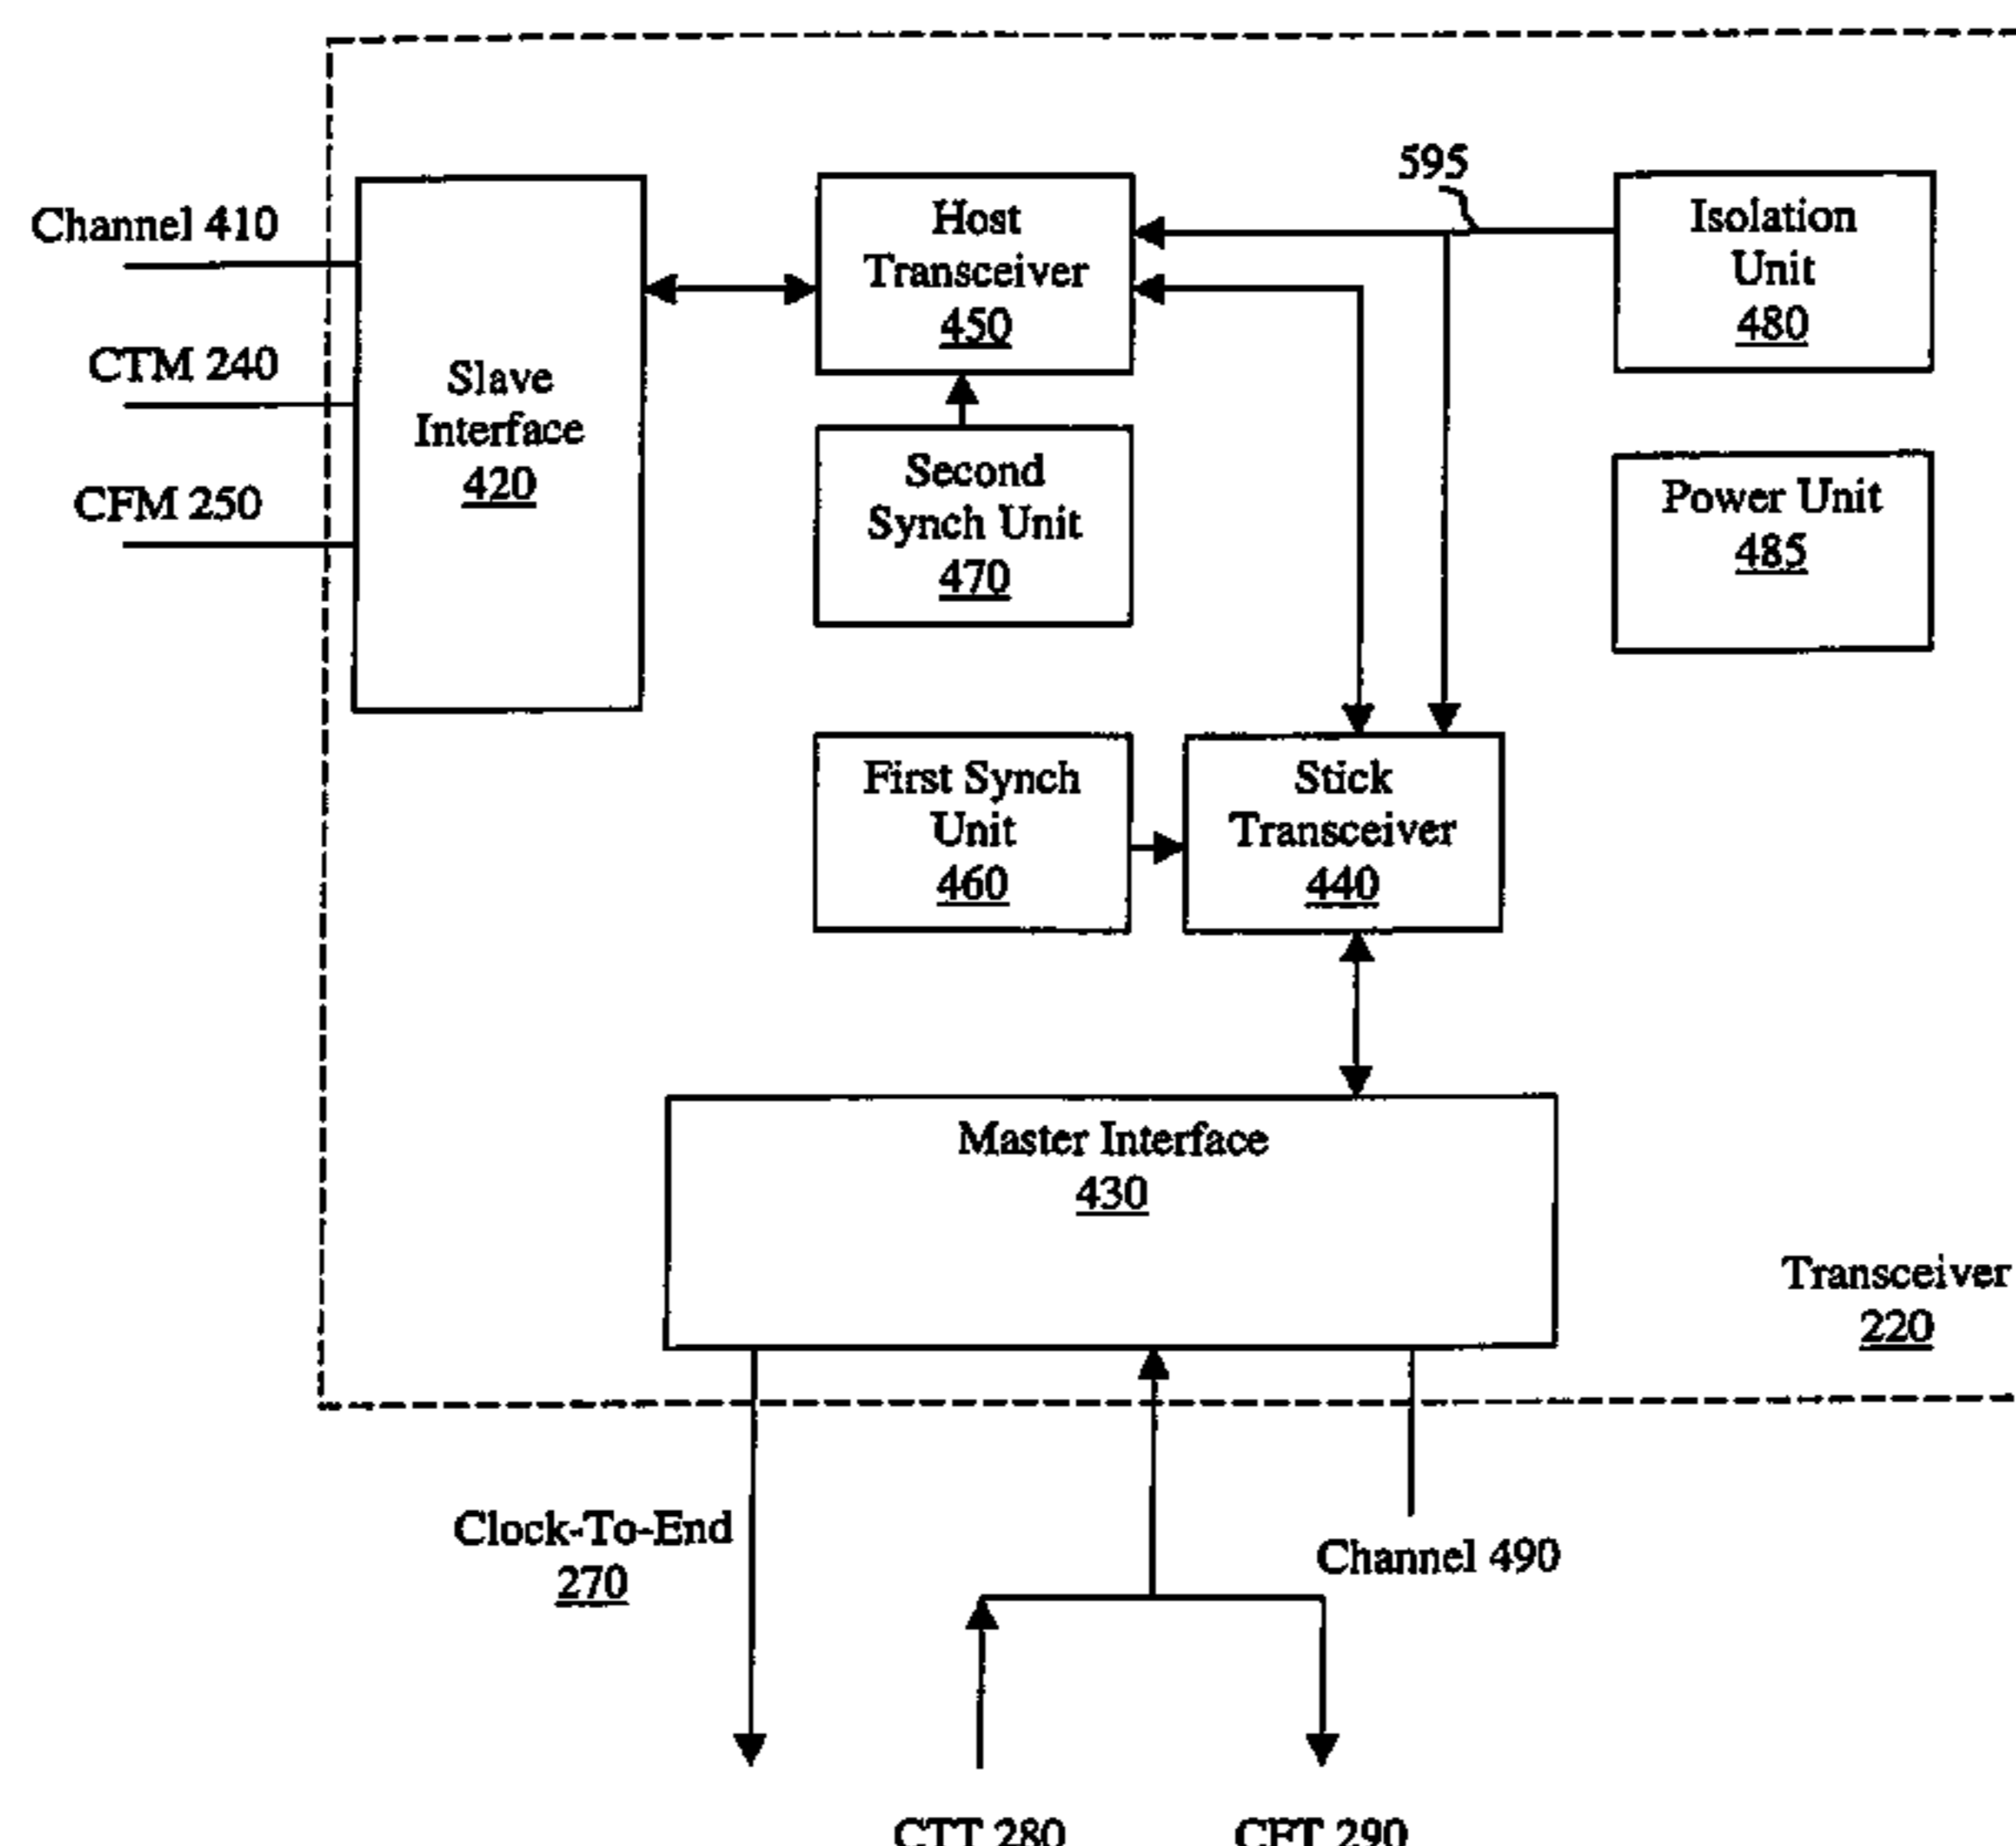 595
Channel 410
CTM 240
CFM 250
Slave
Interface
420
Host
Transceiver
450
Isolation
Unit
480
Second
Synch Unit
470
Power Unit
485
First Synch
Unit
460
Stick
Transceiver
440
Master Interface
430
Transceiver
220
Clock-To-End
270
Channel 490
CTT 280
CFT 290